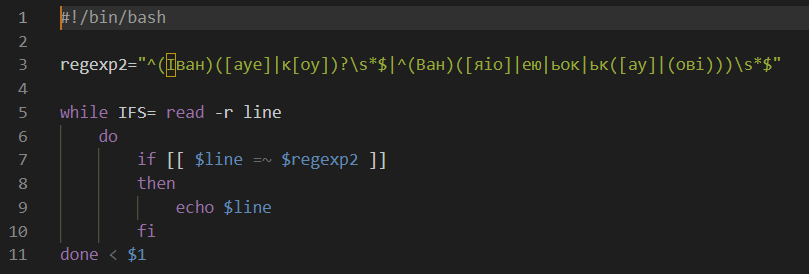 1 #!/bin/bash
2
3 regexp2="^(Іван)([ауе]|к[оу])?\s*$|^(Ван)([яіо]|ею|ьок|ьк([ау]|(ові)))\s*$"
4
5 while IFS= read -r line
6 do
7 if [[ $line =~ $regexp2 ]]
8 then
9 echo $line
10 fi
11 done < $1